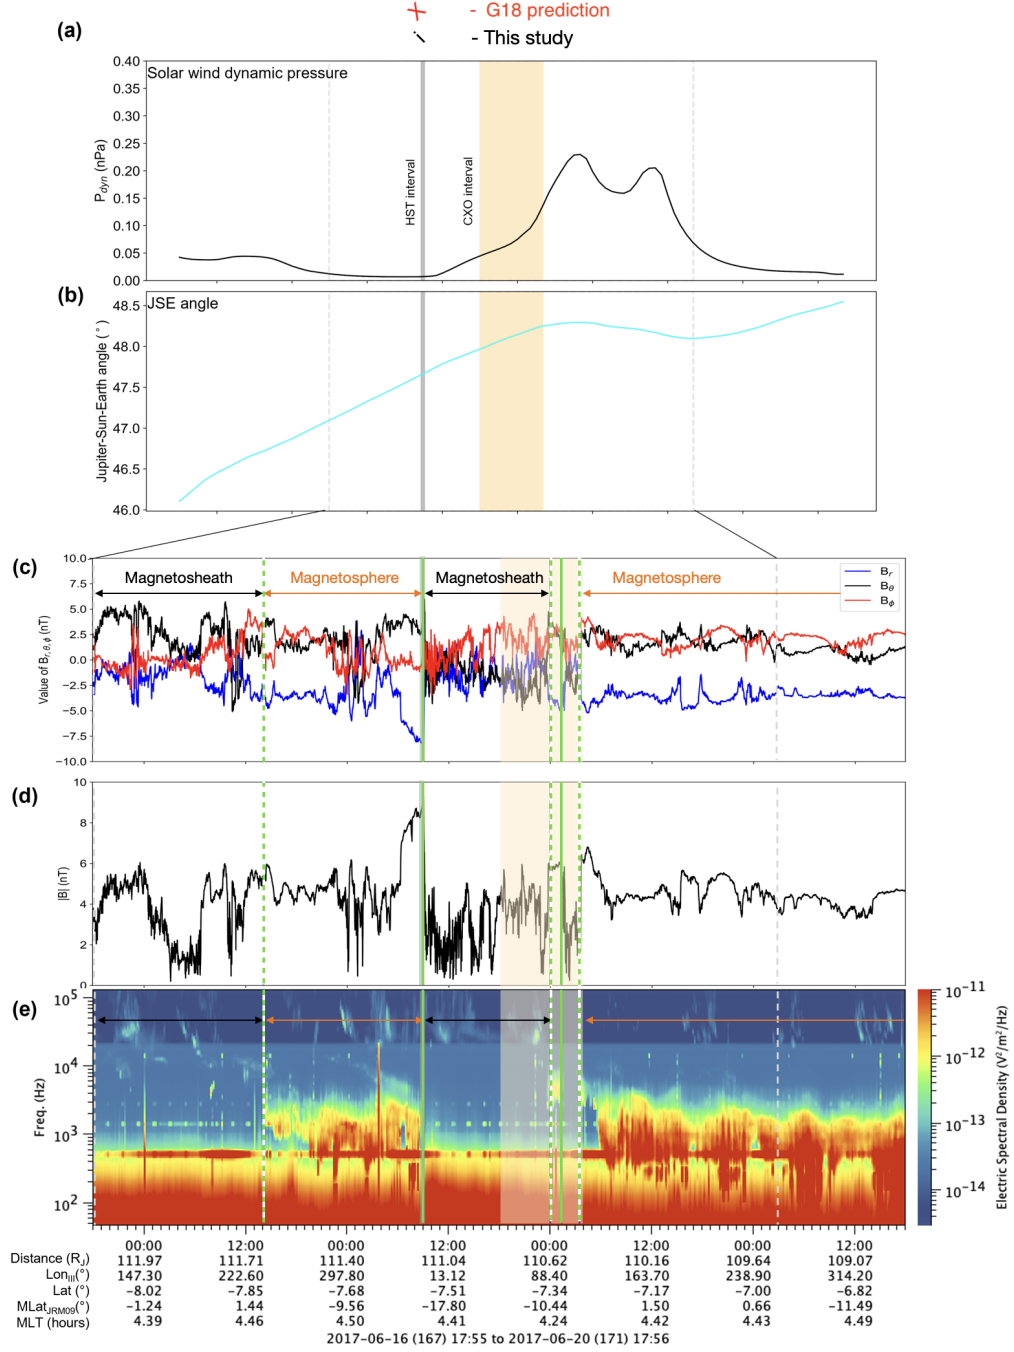 X - G18 prediction
(a)
i - This study
Solar wind dynamic pressure
0.40
0.35
0.30
0.25
0.20
0.15
0.10
0.05
0.00
P_dyn (nPa)
HST interval
CXO interval
(b)
JSE angle
48.5
48.0
47.5
47.0
46.5
46.0
Jupiter-Sun-Earth angle (°)
(c)
10.0
7.5
5.0
2.5
0.0
−2.5
−5.0
−7.5
−10.0
Value of B_r, θ, ϕ (nT)
Magnetosheath
Magnetosphere
Magnetosheath
Magnetosphere
B_r
B_θ
B_ϕ
(d)
10
8
6
4
2
0
|B| (nT)
(e)
10^5
10^4
10^3
10^2
Freq. (Hz)
10^−11
10^−12
10^−13
10^−14
Electric Spectral Density (V²/m²/Hz)
00:00 12:00 00:00 12:00 00:00 12:00 00:00 12:00
Distance (R_J) 111.97 111.71 111.40 111.04 110.62 110.16 109.64 109.07
Lon_III(°) 147.30 222.60 297.80 13.12 88.40 163.70 238.90 314.20
Lat (°) −8.02 −7.85 −7.68 −7.51 −7.34 −7.17 −7.00 −6.82
MLat_JRM09(°) −1.24 1.44 −9.56 −17.80 −10.44 1.50 0.66 −11.49
MLT (hours) 4.39 4.46 4.50 4.41 4.24 4.42 4.43 4.49
2017-06-16 (167) 17:55 to 2017-06-20 (171) 17:56